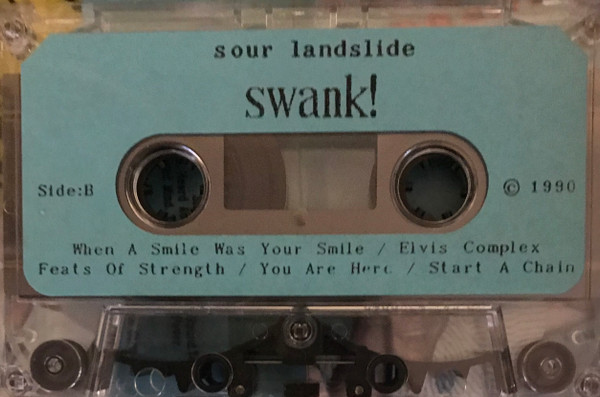 sour landslide
swank!
Side:B
© 1990
When A Smile Was Your Smile / Elvis Complex
Feats Of Strength / You Are Here / Start A Chain